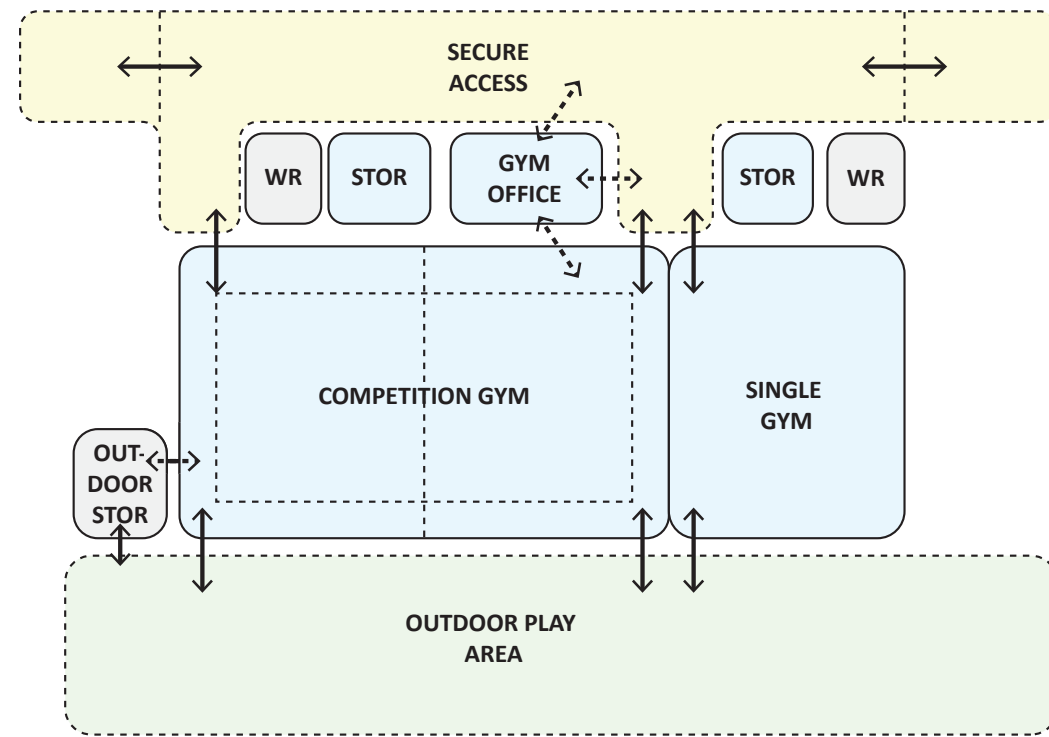 SECURE
ACCESS
WR
STOR
GYM
OFFICE
STOR
WR
COMPETITION GYM
SINGLE
GYM
OUT-
DOOR
STOR
OUTDOOR PLAY
AREA